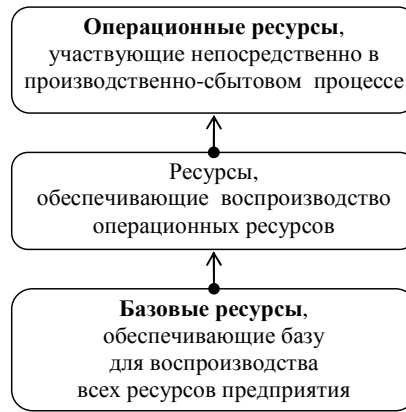 Операционные ресурсы,
участвующие непосредственно в
производственно-сбытовом процессе
Ресурсы,
обеспечивающие воспроизводство
операционных ресурсов
Базовые ресурсы,
обеспечивающие базу
для воспроизводства
всех ресурсов предприятия